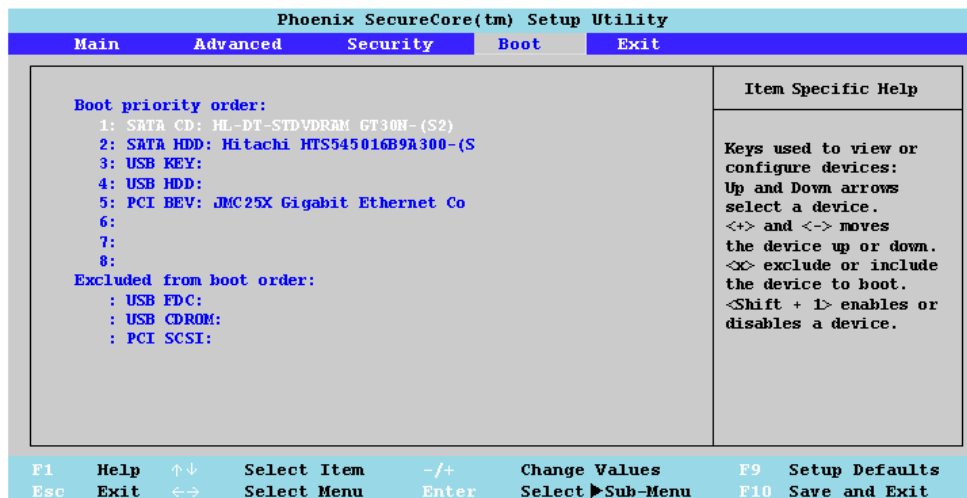 Phoenix SecureCore(tm) Setup Utility
Main Advanced Security Boot Exit
Boot priority order:
1: SATA CD: HL-DT-STDVDRAM GT30N-(S2)
2: SATA HDD: Hitachi HTS545016B9A300-(S
3: USB KEY:
4: USB HDD:
5: PCI BEV: JMC25X Gigabit Ethernet Co
6:
7:
8:
Excluded from boot order:
: USB FDC:
: USB CDROM:
: PCI SCSI:
Item Specific Help
Keys used to view or
configure devices:
Up and Down arrows
select a device.
<+> and <-> moves
the device up or down.
<x> exclude or include
the device to boot.
<Shift + 1> enables or
disables a device.
F1 Help ↑↓ Select Item -/+ Change Values F9 Setup Defaults
Esc Exit ←→ Select Menu Enter Select ▶Sub-Menu F10 Save and Exit